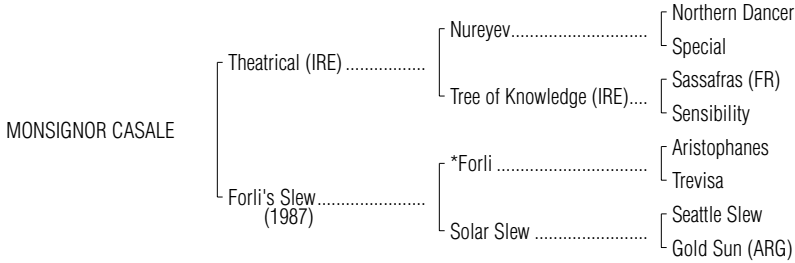 Northern Dancer
Nureyev..............................
Special
Theatrical (IRE) .................
Sassafras (FR)
Tree of Knowledge (IRE)....
Sensibility
MONSIGNOR CASALE
Aristophanes
*Forli .................................
Trevisa
Forli's Slew.......................
(1987)
Seattle Slew
Solar Slew .........................
Gold Sun (ARG)